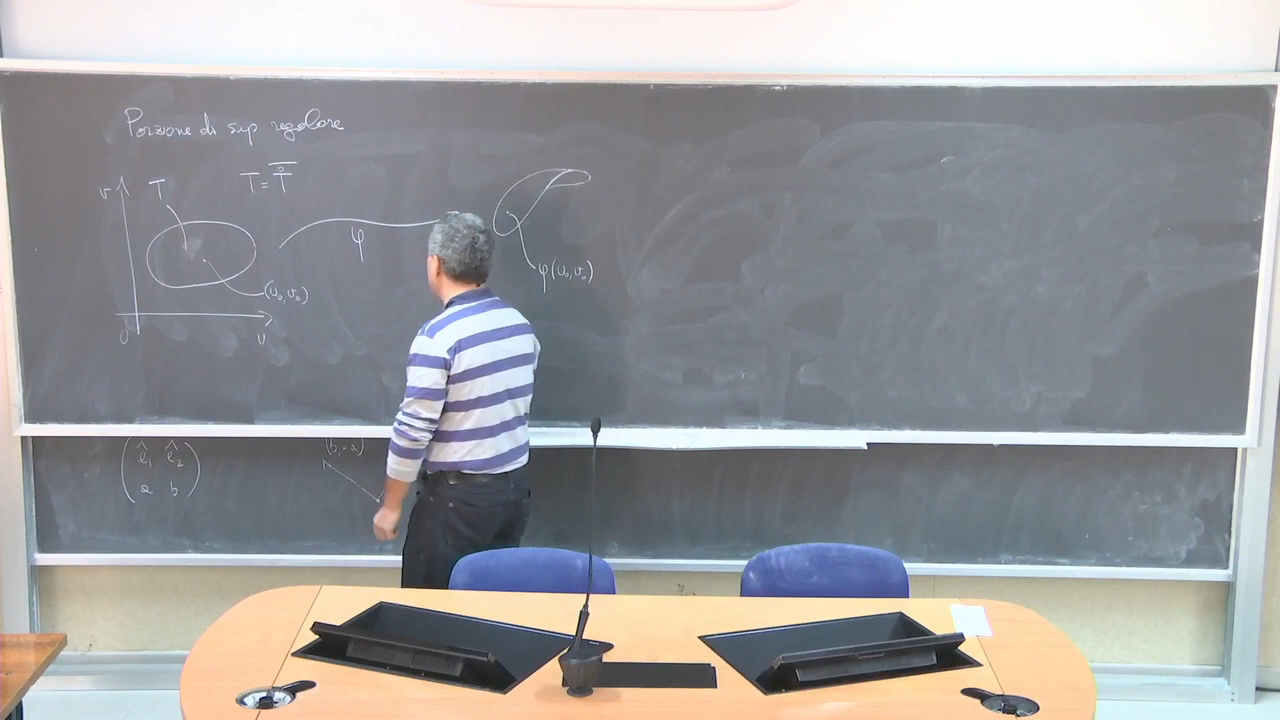 Porzione di sup regolare
T = T̅̊
v
T
φ
(u₀,v₀)
φ(u₀,v₀)
0
u
ê₁ ê₂
a b
(b,-a)